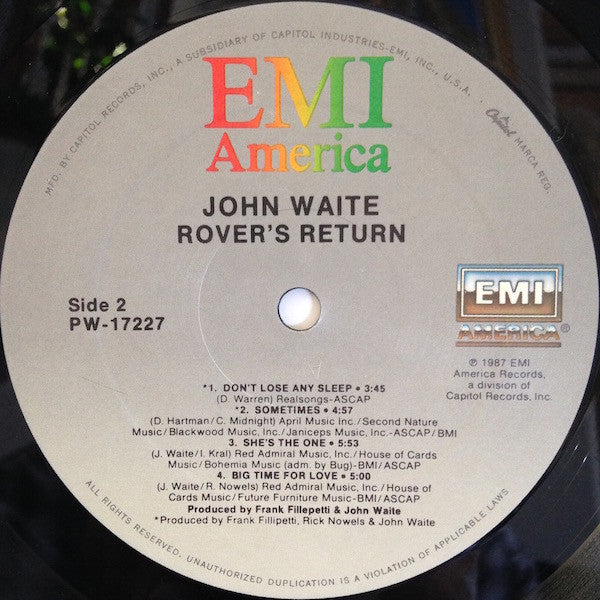 MFD. BY CAPITOL RECORDS, INC., A SUBSIDIARY OF CAPITOL INDUSTRIES-EMI, INC., U.S.A. Capitol MARCA REG.
EMI
America
JOHN WAITE
ROVER'S RETURN
Side 2
PW-17227
EMI
AMERICA®
℗ 1987 EMI
America Records,
a division of
Capitol Records, Inc.
*1. DON'T LOSE ANY SLEEP • 3:45
(D. Warren) Realsongs-ASCAP
*2. SOMETIMES • 4:57
(D. Hartman/C. Midnight) April Music Inc./Second Nature
Music/Blackwood Music, Inc./Janiceps Music, Inc.-ASCAP/BMI
3. SHE'S THE ONE • 5:53
(J. Waite/I. Kral) Red Admiral Music, Inc./House of Cards
Music/Bohemia Music (adm. by Bug)-BMI/ASCAP
4. BIG TIME FOR LOVE • 5:00
(J. Waite/R. Nowels) Red Admiral Music, Inc./House of
Cards Music/Future Furniture Music-BMI/ASCAP
Produced by Frank Fillepetti & John Waite
*Produced by Frank Fillipetti, Rick Nowels & John Waite
ALL RIGHTS RESERVED. UNAUTHORIZED DUPLICATION IS A VIOLATION OF APPLICABLE LAWS